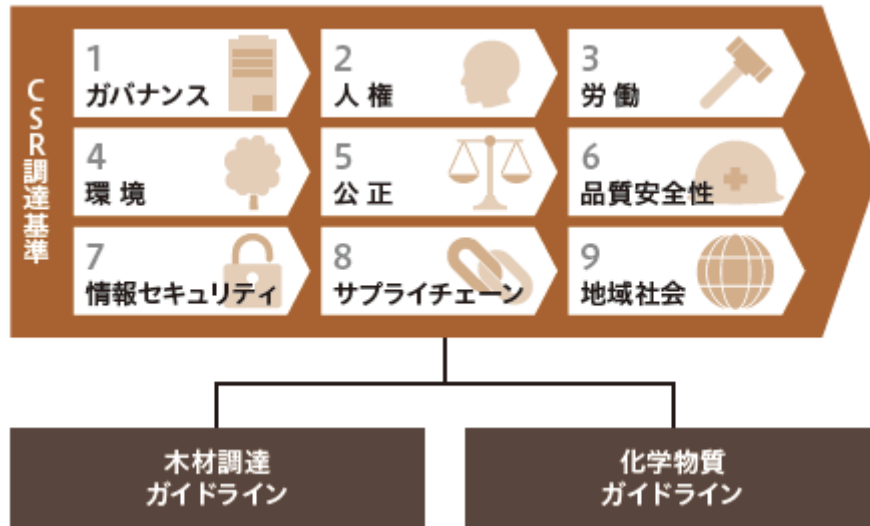 CSR調達基準
1
ガバナンス
2
人権
3
労働
4
環境
5
公正
6
品質安全性
7
情報セキュリティ
8
サプライチェーン
9
地域社会
木材調達
ガイドライン
化学物質
ガイドライン